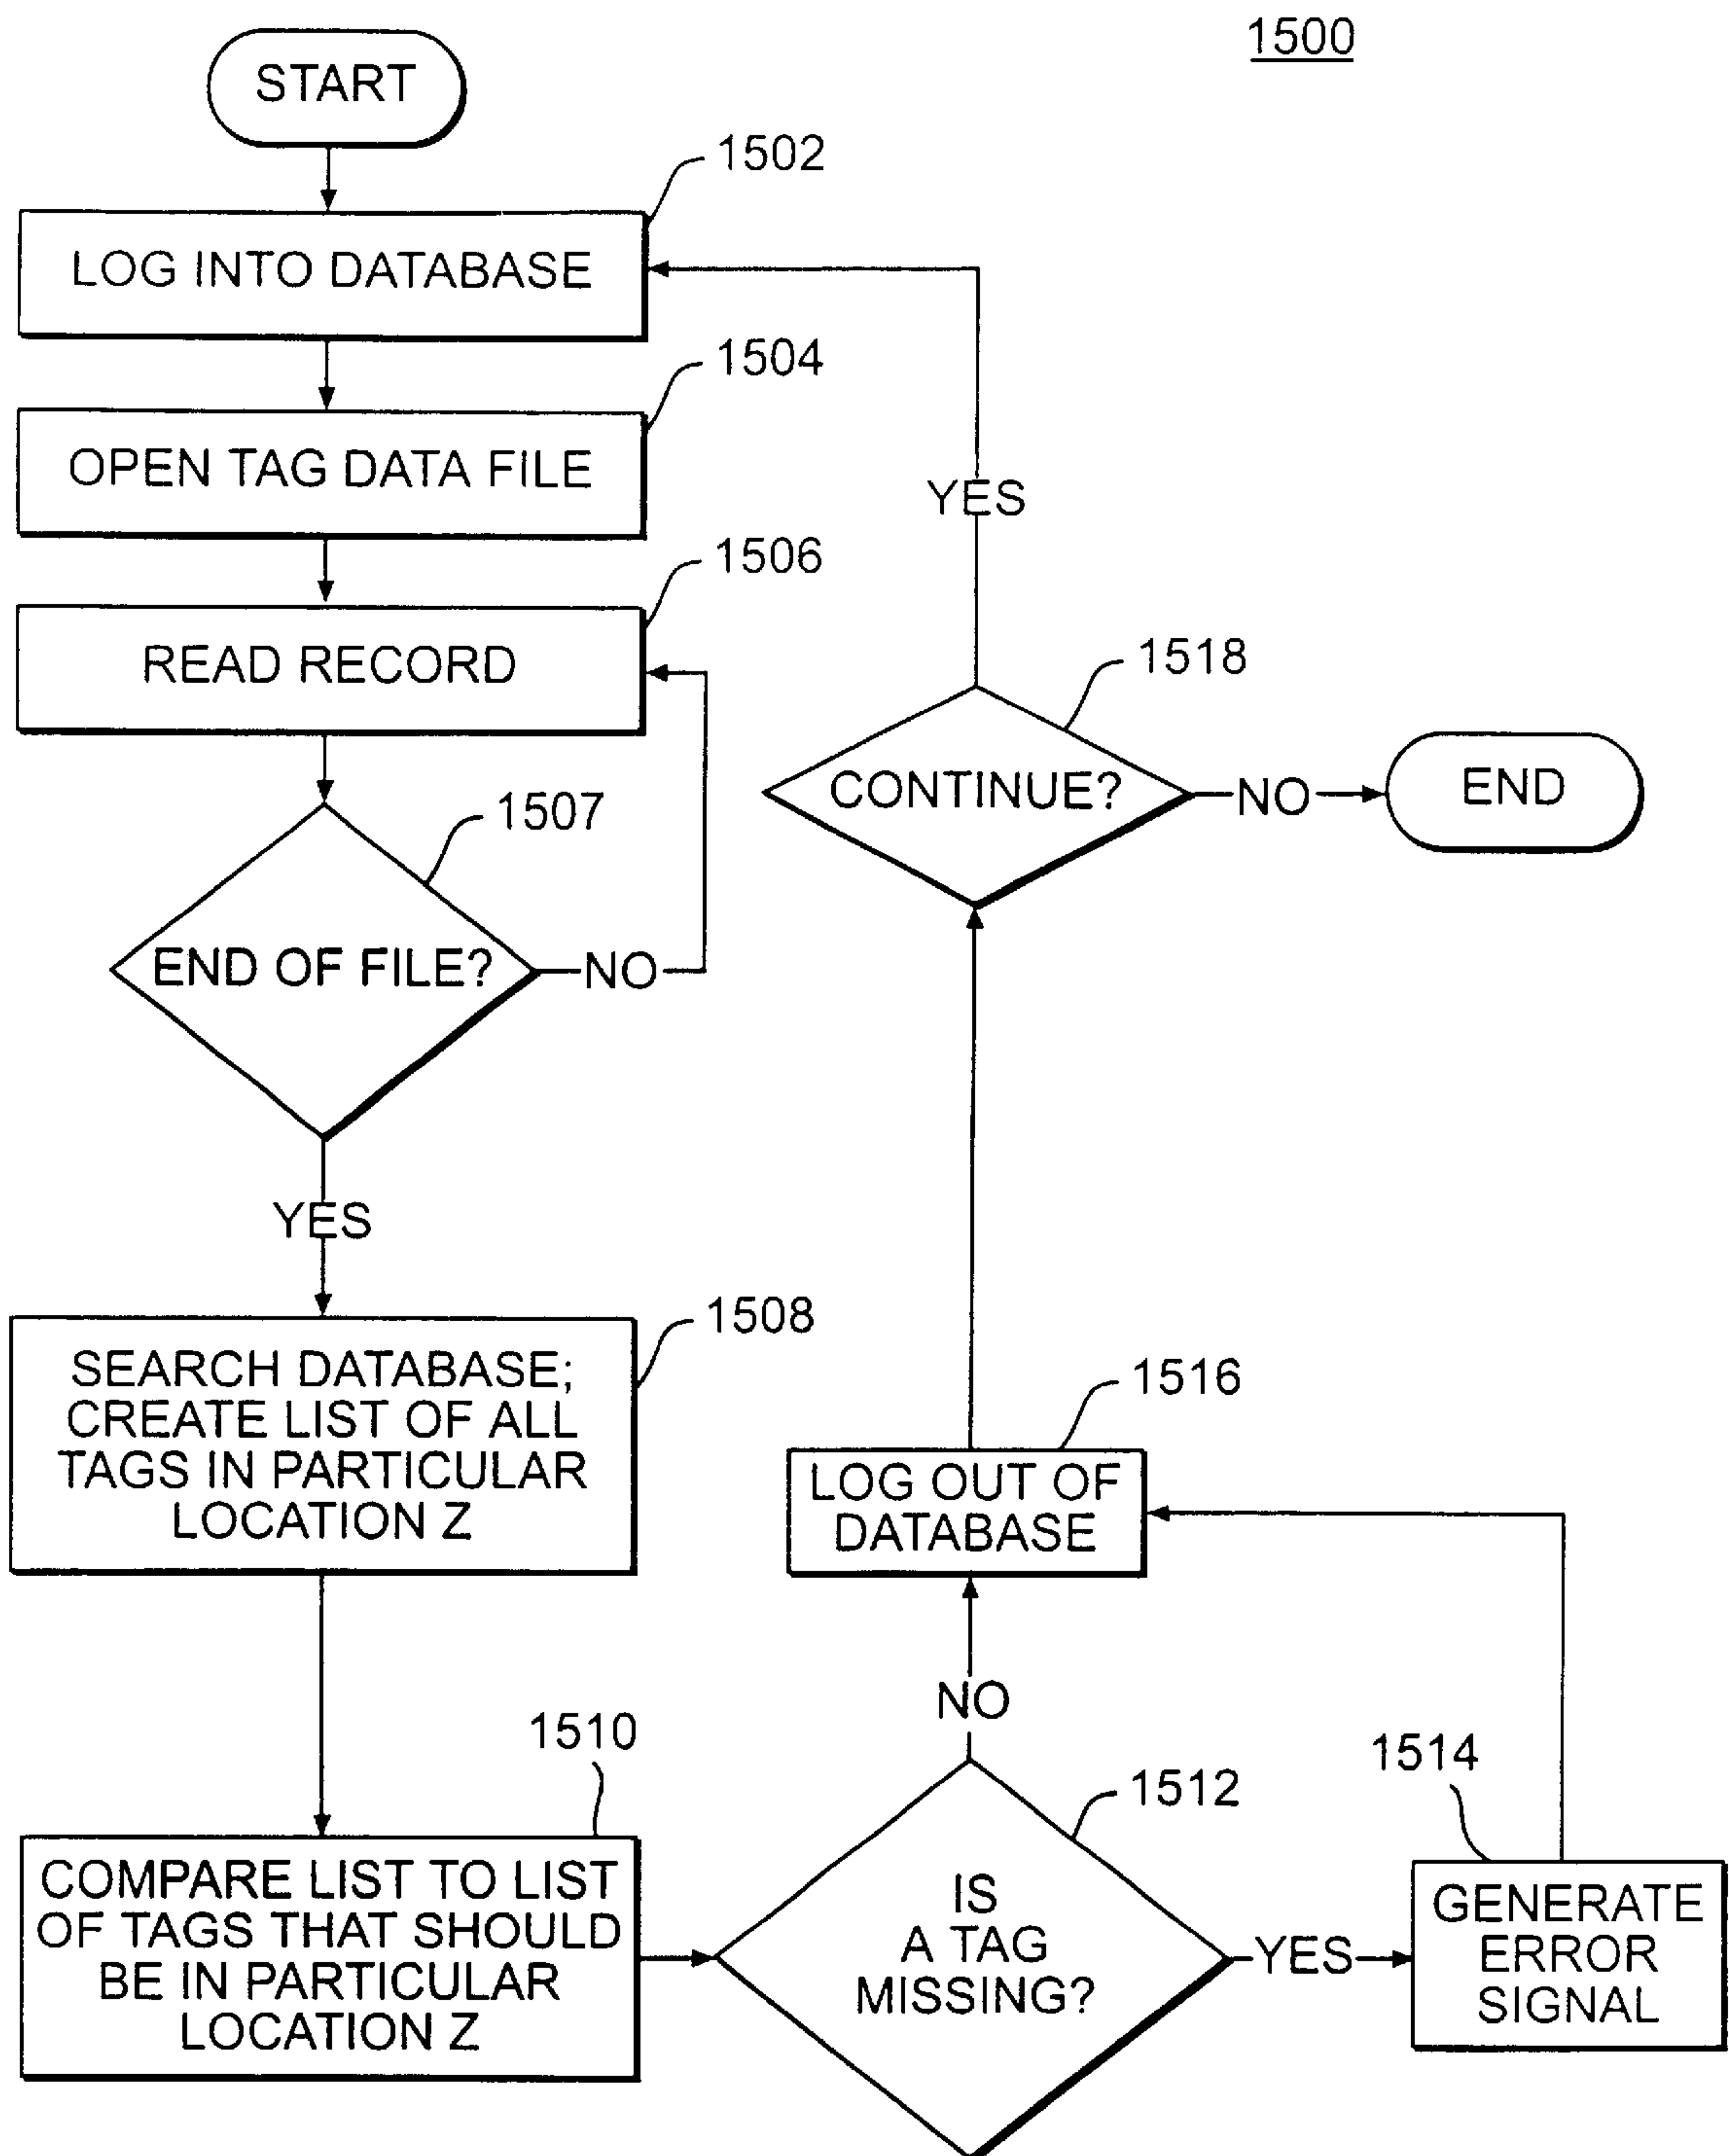 1500
START
1502
LOG INTO DATABASE
1504
OPEN TAG DATA FILE
1506
READ RECORD
1507
END OF FILE?
NO
YES
1508
SEARCH DATABASE;
CREATE LIST OF ALL
TAGS IN PARTICULAR
LOCATION Z
1510
COMPARE LIST TO LIST
OF TAGS THAT SHOULD
BE IN PARTICULAR
LOCATION Z
1512
IS
A TAG
MISSING?
YES
1514
GENERATE
ERROR
SIGNAL
NO
1516
LOG OUT OF
DATABASE
1518
CONTINUE?
YES
NO
END